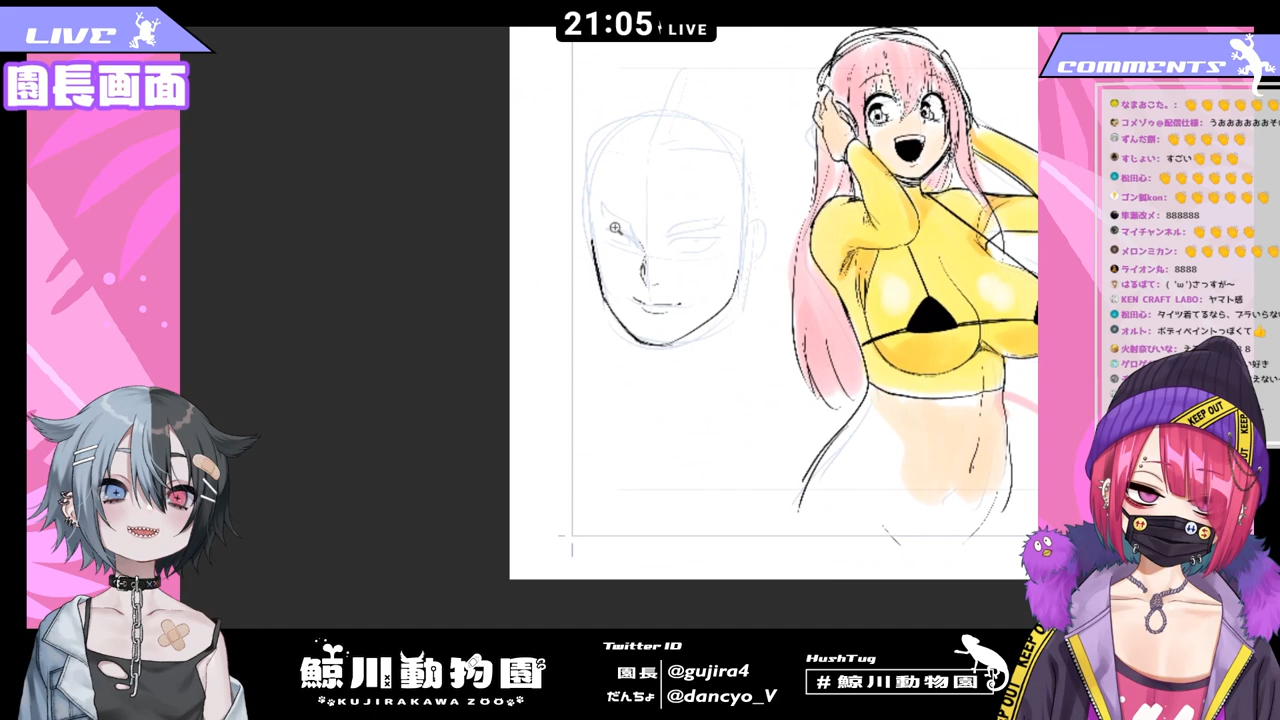 21:05 LIVE
LIVE
園長画面
COMMENTS
なまおこた。:
コメゾゥ@配信仕様: うおおおおおそ
ずんだ餅:
すじょい: すごい
松田心:
ゴン狐kon:
車瀬改メ: 888888
マイチャンネル:
メロンミカン:
ライオン丸: 8888
はるぽて: ( 'ω')さっすが～
KEN CRAFT LABO: ヤマト感
松田心: タイツ着てるなら、ブラいらな
オルト: ボディペイントっぽくて
火射奈びいな:
KEEP OUT
KEEP
鯨川動物園
KUJIRAKAWA ZOO
Twitter ID
園長 @gujira4
だんちょ @dancyo_V
HushTug
#鯨川動物園
KEEP O